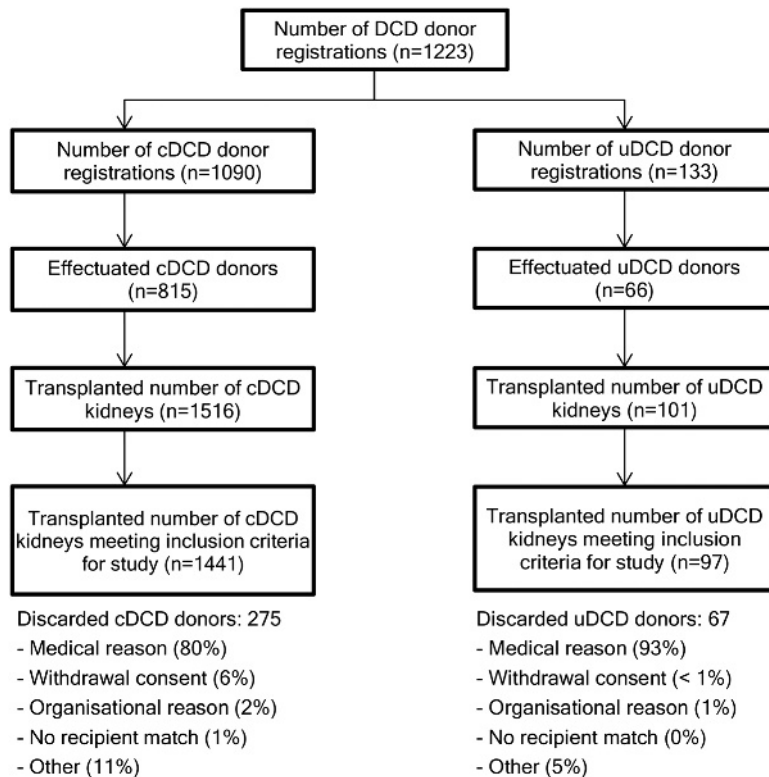 Number of DCD donor
registrations (n=1223)
Number of cDCD donor
registrations (n=1090)
Number of uDCD donor
registrations (n=133)
Effectuated cDCD donors
(n=815)
Effectuated uDCD donors
(n=66)
Transplanted number of cDCD
kidneys (n=1516)
Transplanted number of uDCD
kidneys (n=101)
Transplanted number of cDCD
kidneys meeting inclusion criteria
for study (n=1441)
Transplanted number of uDCD
kidneys meeting inclusion
criteria for study (n=97)
Discarded cDCD donors: 275
- Medical reason (80%)
- Withdrawal consent (6%)
- Organisational reason (2%)
- No recipient match (1%)
- Other (11%)
Discarded uDCD donors: 67
- Medical reason (93%)
- Withdrawal consent (< 1%)
- Organisational reason (1%)
- No recipient match (0%)
- Other (5%)